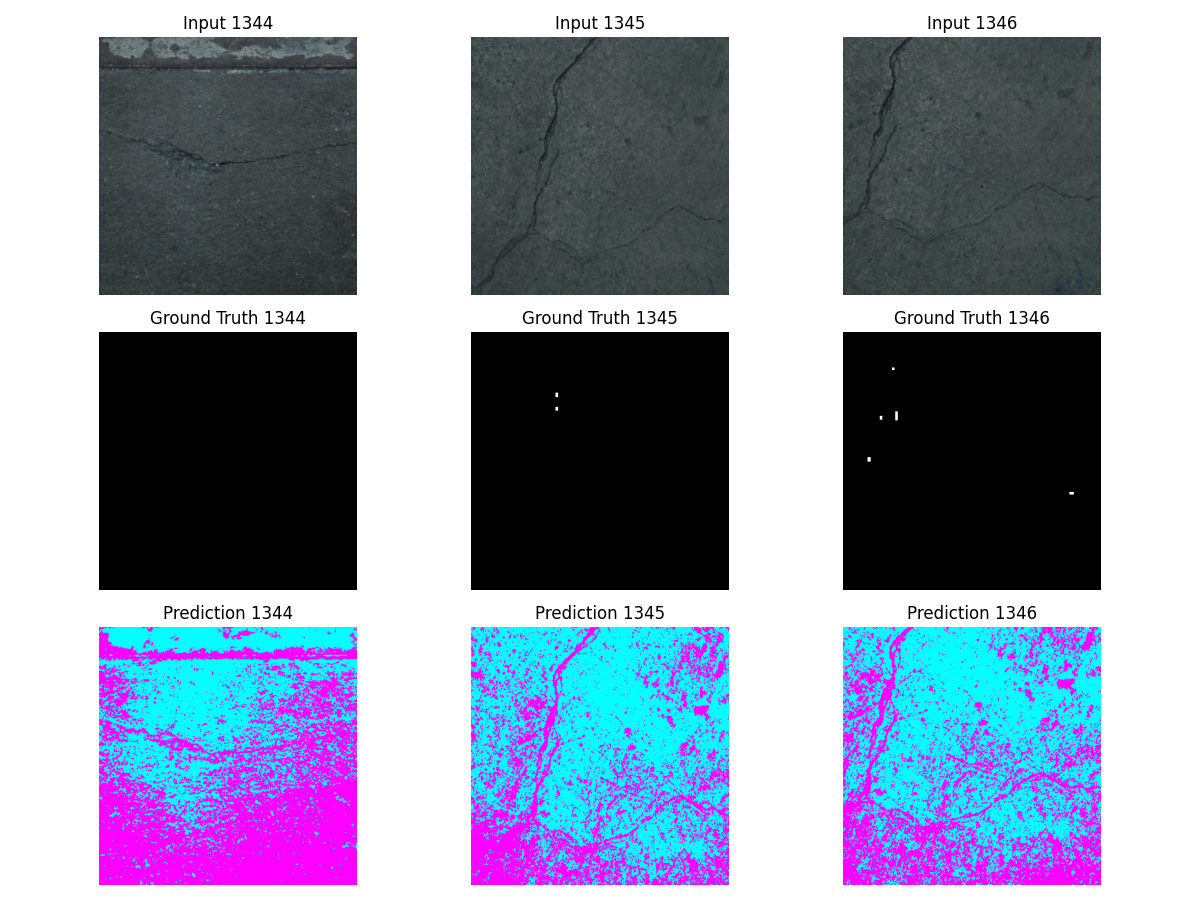 Input 1344
Input 1345
Input 1346
Ground Truth 1344
Ground Truth 1345
Ground Truth 1346
Prediction 1344
Prediction 1345
Prediction 1346